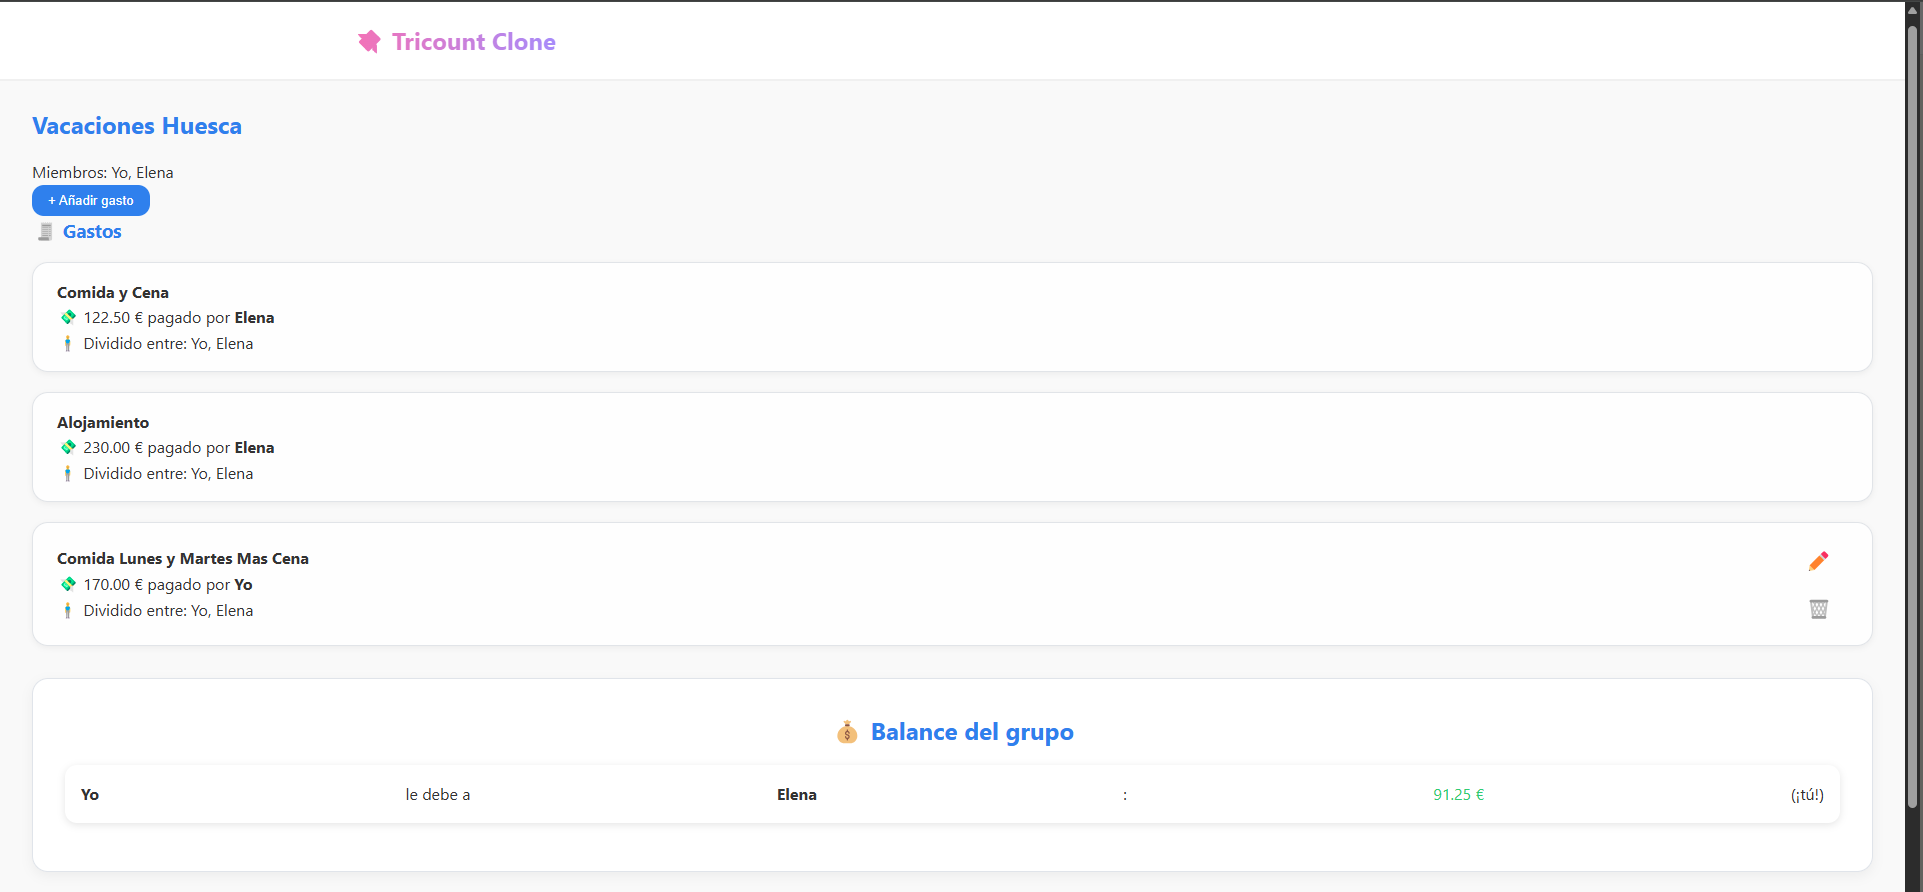 Tricount Clone
Vacaciones Huesca
Miembros: Yo, Elena
+ Añadir gasto
Gastos
Comida y Cena
122.50 € pagado por Elena
Dividido entre: Yo, Elena
Alojamiento
230.00 € pagado por Elena
Dividido entre: Yo, Elena
Comida Lunes y Martes Mas Cena
170.00 € pagado por Yo
Dividido entre: Yo, Elena
Balance del grupo
Yo le debe a Elena : 91.25 € (¡tú!)